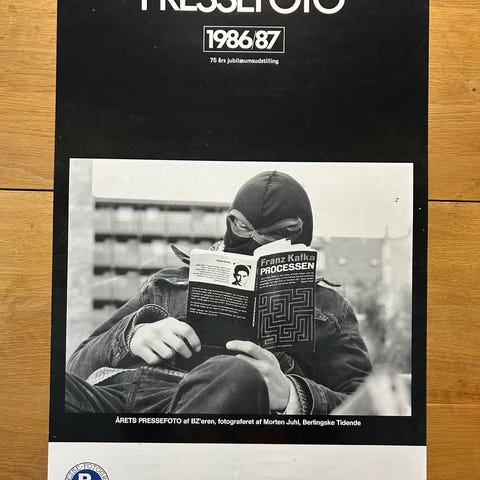 PRESSEFOTO
1986/87
75 års jubilæumsudstilling
Franz Kafka
PROCESSEN
ÅRETS PRESSEFOTO af BZ'eren, fotograferet af Morten Juhl, Berlingske Tidende